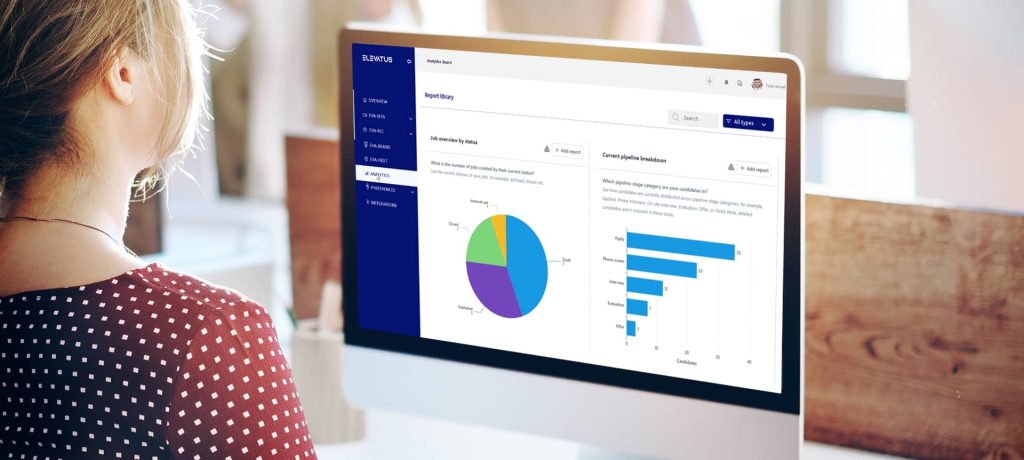 ELEVATUS
Analytics Board
OVERVIEW
EVA-SSESS
EVA-REC
EVA-BRAND
EVA-MEET
ANALYTICS
PREFERENCES
INTEGRATIONS
Report library
Search
All types
Job overview by status
+ Add report
What is the number of jobs created by their current status?
See the current statuses of your jobs, for example, archived, closed, etc.
Internal use
Closed
Draft
Published
Current pipeline breakdown
+ Add report
Which pipeline-stage category are your candidates in?
See how candidates are currently distributed across pipeline-stage categories, for example,
Applied, Phone interview, On-site interview, Evaluation, Offer, or Hired. Note, deleted
candidates aren't included in these totals.
Apply
Phone screen
23
Interview
12
Evaluation
7
Offer
3
0 10 20 30 40
Candidates